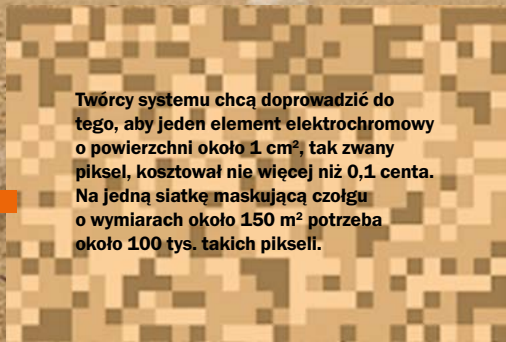 Twórcy systemu chcą doprowadzić do
tego, aby jeden element elektrochromowy
o powierzchni około 1 cm², tak zwany
piksel, kosztował nie więcej niż 0,1 centa.
Na jedną siatkę maskującą czołgu
o wymiarach około 150 m² potrzeba
około 100 tys. takich pikseli.